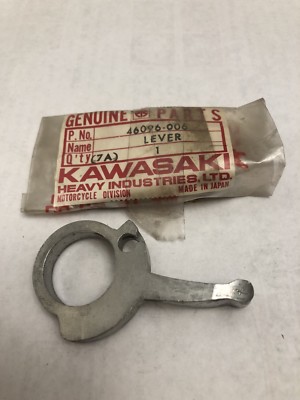 GENUINE PARTS
P. No. 46096-006
Name LEVER
Q'ty (7A) 1
KAWASAKI
HEAVY INDUSTRIES, LTD.
MOTORCYCLE DIVISION MADE IN JAPAN